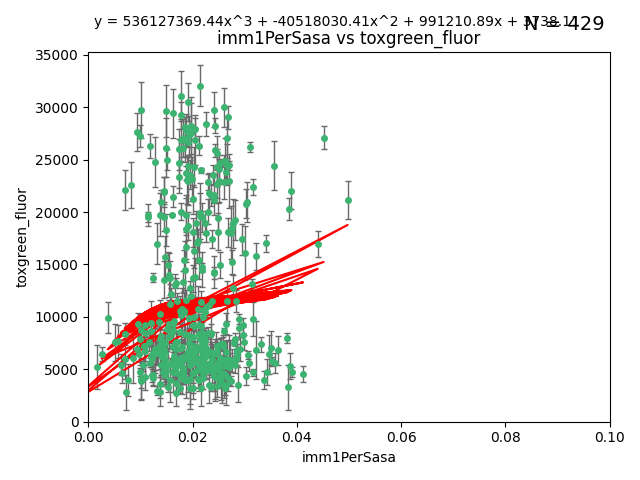 y = 536127369.44x^3 + -40518030.41x^2 + 991210.89x +
N = 429
imm1PerSasa vs toxgreen_fluor
35000
30000
25000
20000
15000
10000
5000
0
toxgreen_fluor
0.00 0.02 0.04 0.06 0.08 0.10
imm1PerSasa